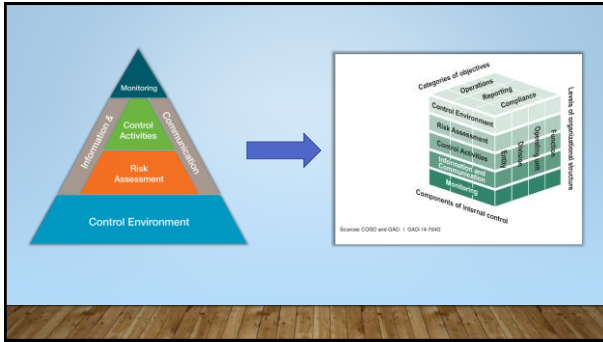 Monitoring
Information &
Control
Activities
Communication
Risk
Assessment
Control Environment
Categories of objectives
Operations
Reporting
Compliance
Control Environment
Risk Assessment
Control Activities
Information and
Communication
Monitoring
Entity
Division
Operating unit
Function
Levels of organizational structure
Components of internal control
Sources: COSO and GAO. | GAO-14-704G